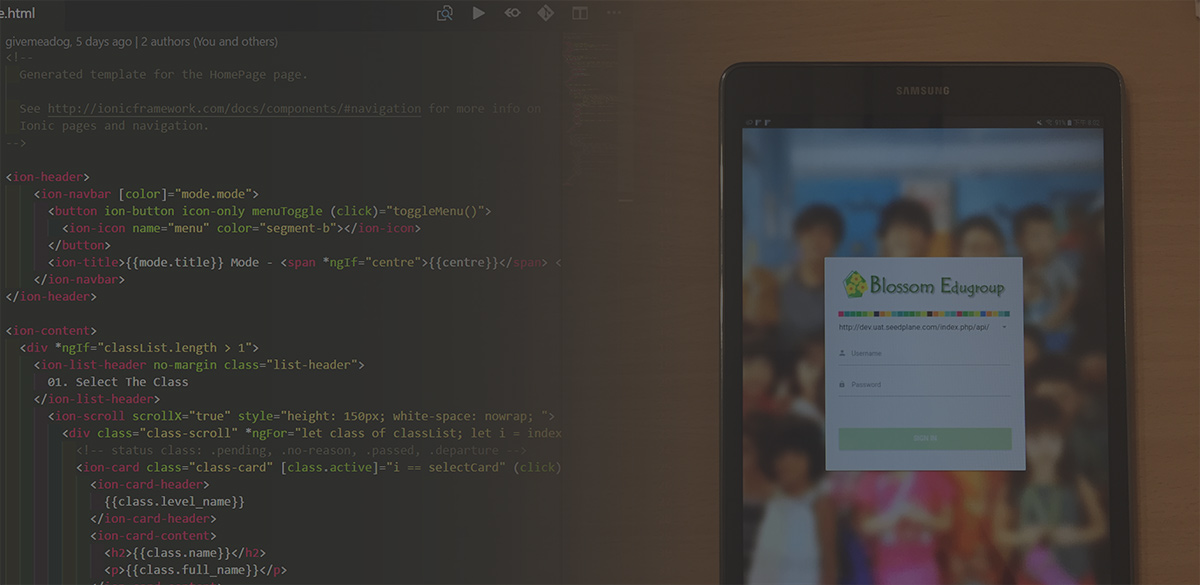 e.html
givemeadog, 5 days ago | 2 authors (You and others)
<!--
Generated template for the HomePage page.
See http://ionicframework.com/docs/components/#navigation for more info on
Ionic pages and navigation.
-->
<ion-header>
<ion-navbar [color]="mode.mode">
<button ion-button icon-only menuToggle (click)="toggleMenu()">
<ion-icon name="menu" color="segment-b"></ion-icon>
</button>
<ion-title>{{mode.title}} Mode - <span *ngIf="centre">{{centre}}</span> <
</ion-navbar>
</ion-header>
<ion-content>
<div *ngIf="classList.length > 1">
<ion-list-header no-margin class="list-header">
01. Select The Class
</ion-list-header>
<ion-scroll scrollX="true" style="height: 150px; white-space: nowrap; ">
<div class="class-scroll" *ngFor="let class of classList; let i = index
<!-- status class: .pending, .no-reason, .passed, .departure -->
<ion-card class="class-card" [class.active]="i == selectCard" (click)
<ion-card-header>
{{class.level_name}}
</ion-card-header>
<ion-card-content>
<h2>{{class.name}}</h2>
<p>{{class.full_name}}</p>
SAMSUNG
Blossom Edugroup
http://dev.uat.seedplane.com/index.php/api/
Username
Password
SIGN IN